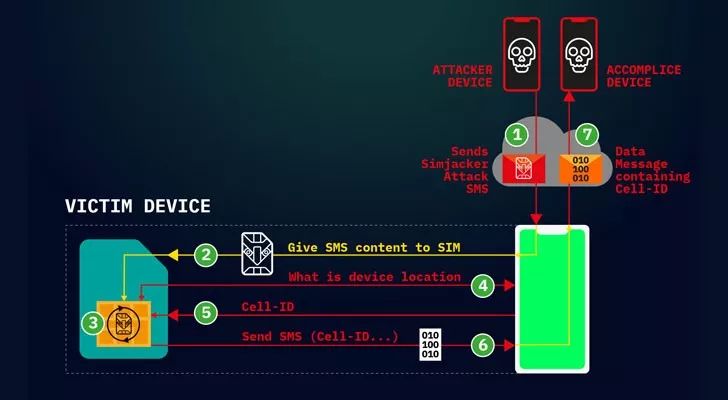 ATTACKER
DEVICE
ACCOMPLICE
DEVICE
1
7
Sends
Simjacker
Attack
SMS
010
100
010
Data
Message
containing
Cell-ID
VICTIM DEVICE
2
Give SMS content to SIM
What is device location
4
Cell-ID
5
3
Send SMS (Cell-ID...)
010
100
010
6